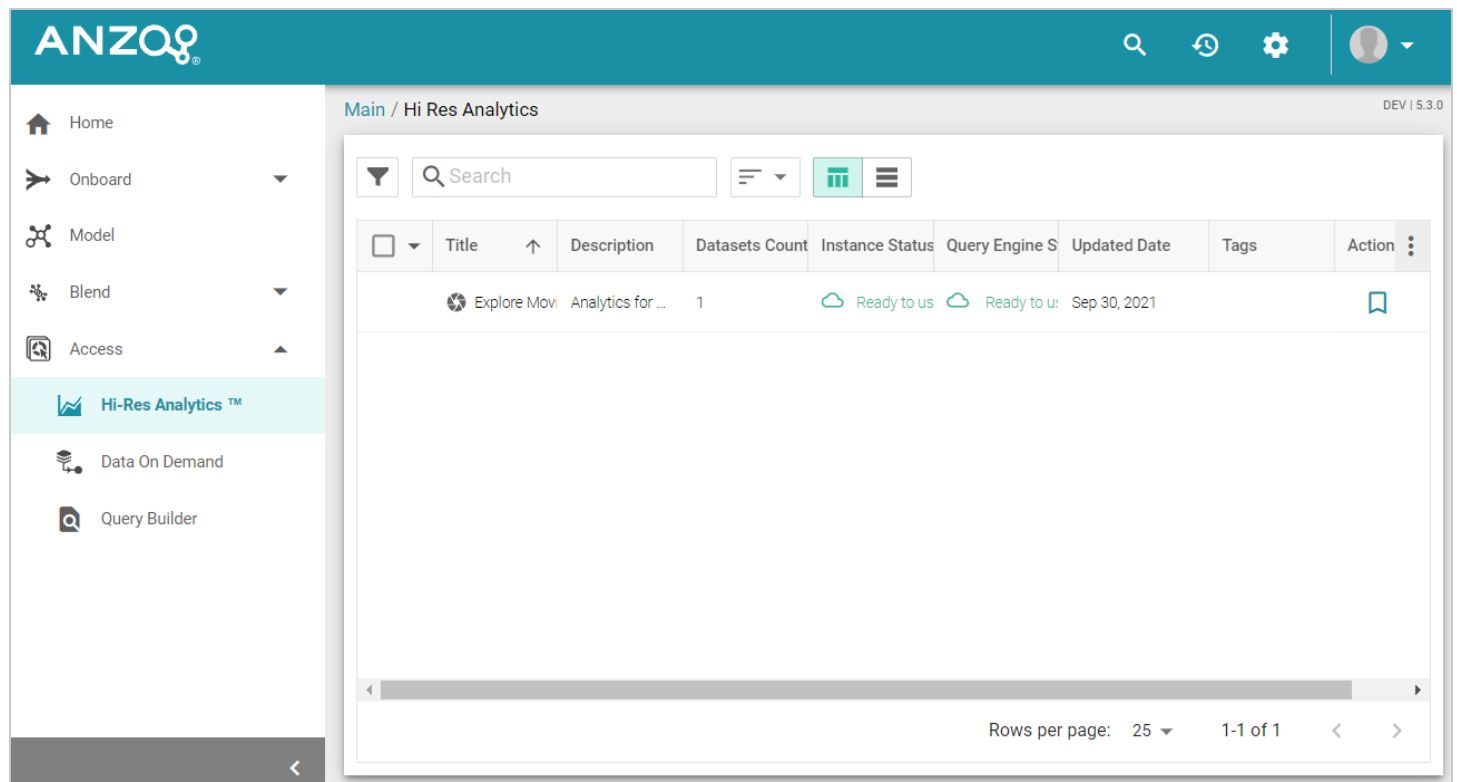 ANZO®
Main / Hi Res Analytics
DEV | 5.3.0
Home
Onboard
Model
Blend
Access
Hi-Res Analytics ™
Data On Demand
Query Builder
Search
Title Description Datasets Count Instance Status Query Engine S Updated Date Tags Action
Explore Movi Analytics for ... 1 Ready to us Ready to u Sep 30, 2021
Rows per page: 25 1-1 of 1